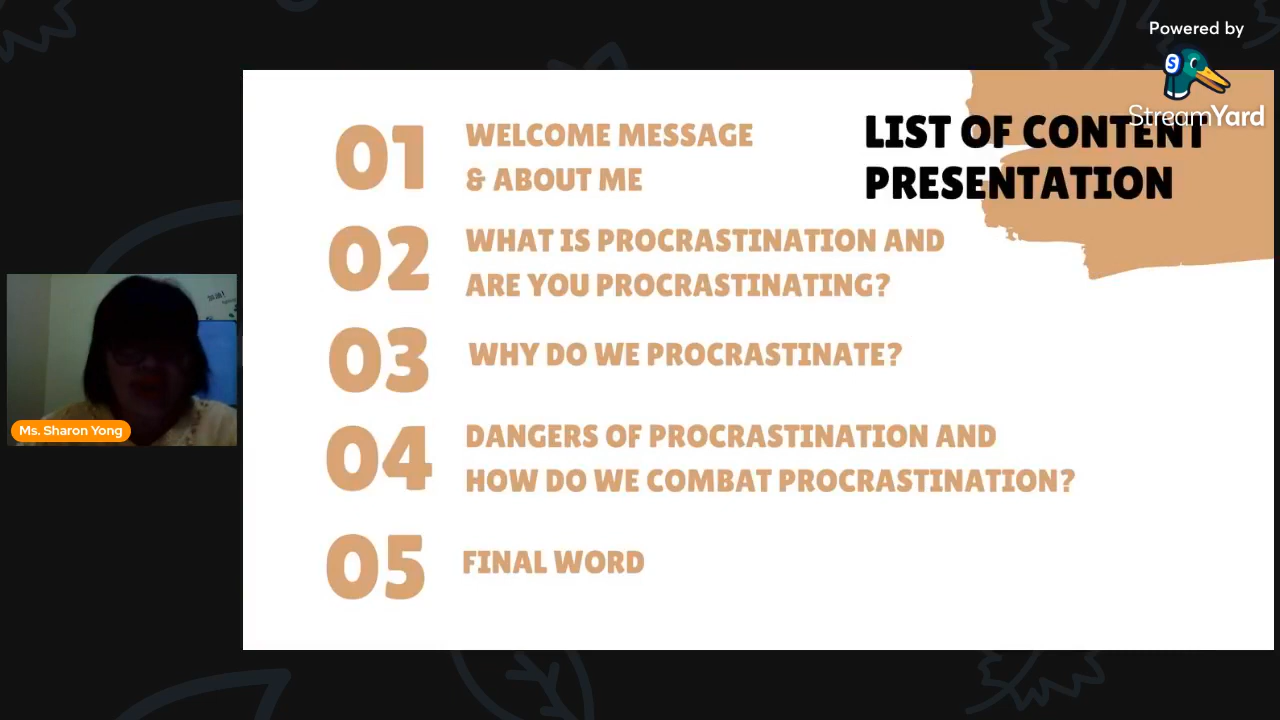 Powered by
StreamYard
LIST OF CONTENT
PRESENTATION
01
WELCOME MESSAGE
& ABOUT ME
02
WHAT IS PROCRASTINATION AND
ARE YOU PROCRASTINATING?
03
WHY DO WE PROCRASTINATE?
04
DANGERS OF PROCRASTINATION AND
HOW DO WE COMBAT PROCRASTINATION?
05
FINAL WORD
Ms. Sharon Yong